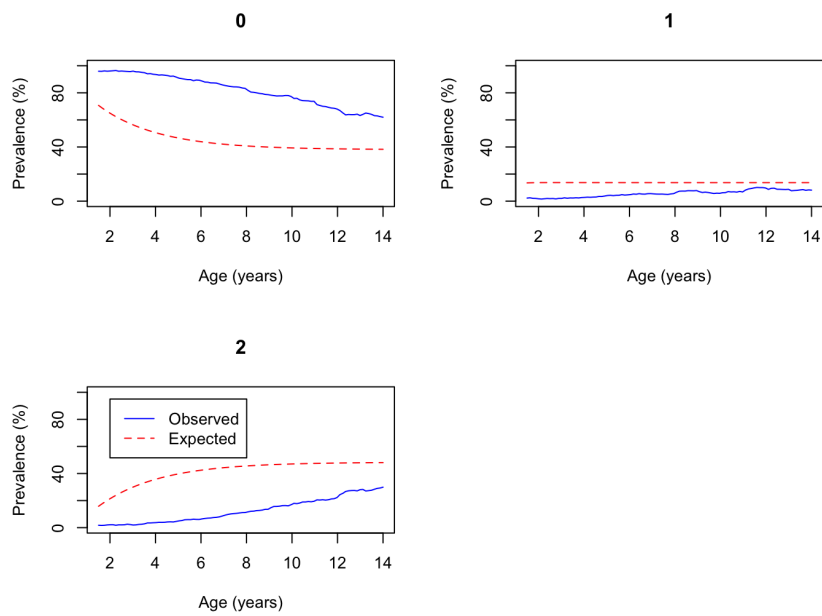 0
Prevalence (%)
0 40 80
2 4 6 8 10 12 14
Age (years)
1
Prevalence (%)
0 40 80
2 4 6 8 10 12 14
Age (years)
2
Prevalence (%)
0 40 80
Observed
Expected
2 4 6 8 10 12 14
Age (years)